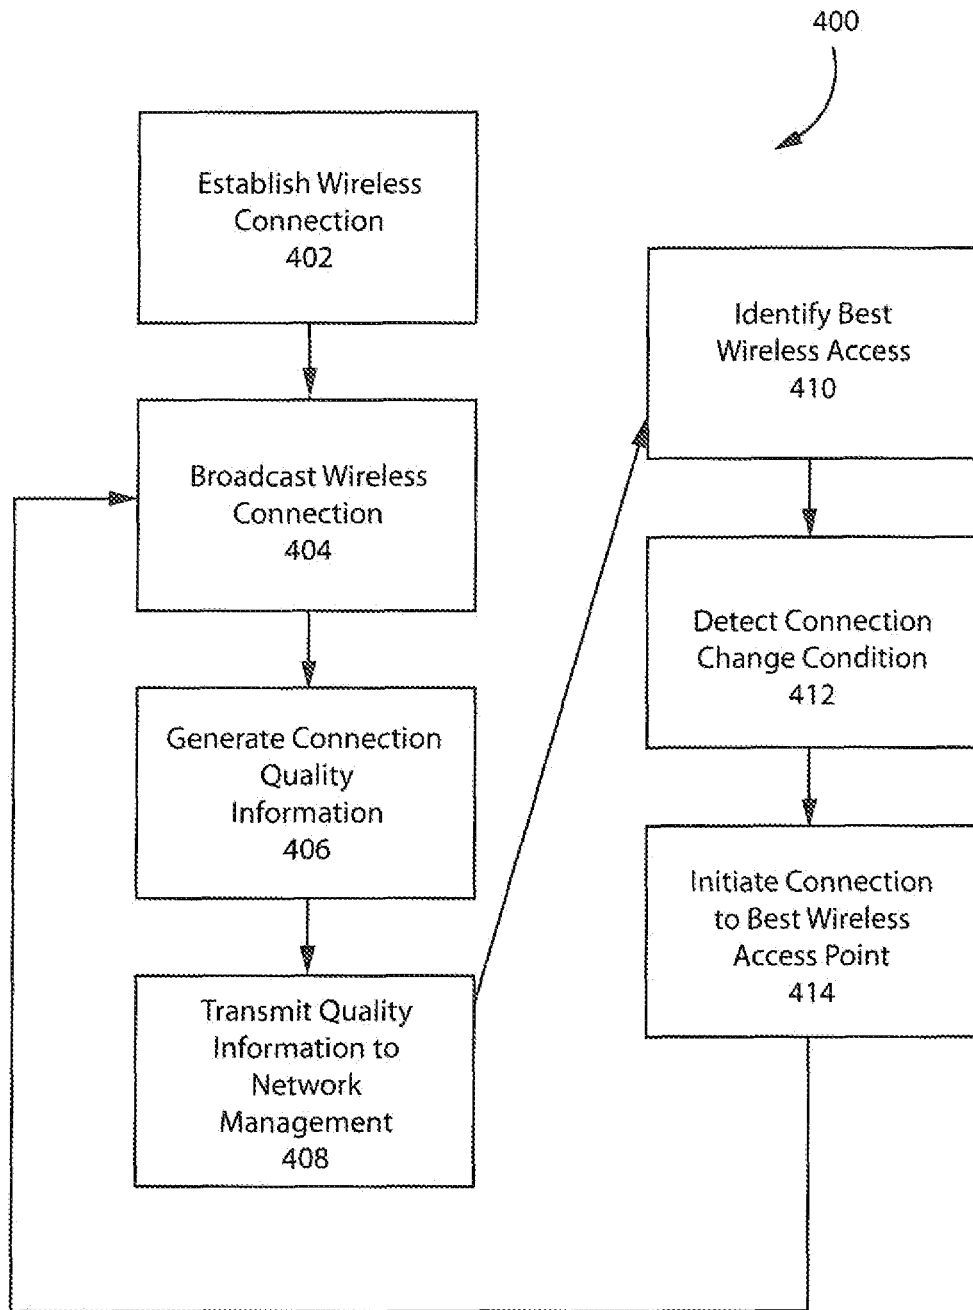 400
Establish Wireless
Connection
402
Broadcast Wireless
Connection
404
Generate Connection
Quality
Information
406
Transmit Quality
Information to
Network
Management
408
Identify Best
Wireless Access
410
Detect Connection
Change Condition
412
Initiate Connection
to Best Wireless
Access Point
414